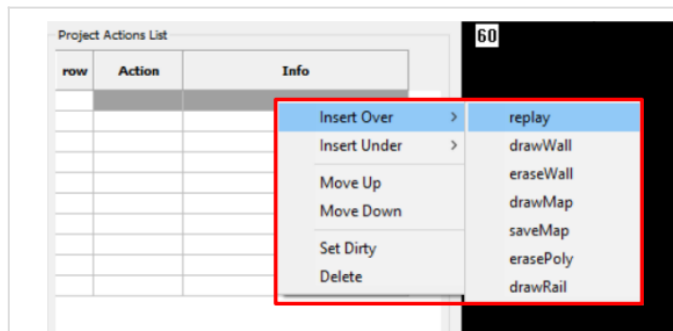 Project Actions List
60
row Action Info
Insert Over > replay
Insert Under > drawWall
eraseWall
Move Up drawMap
Move Down saveMap
Set Dirty erasePoly
Delete drawRail